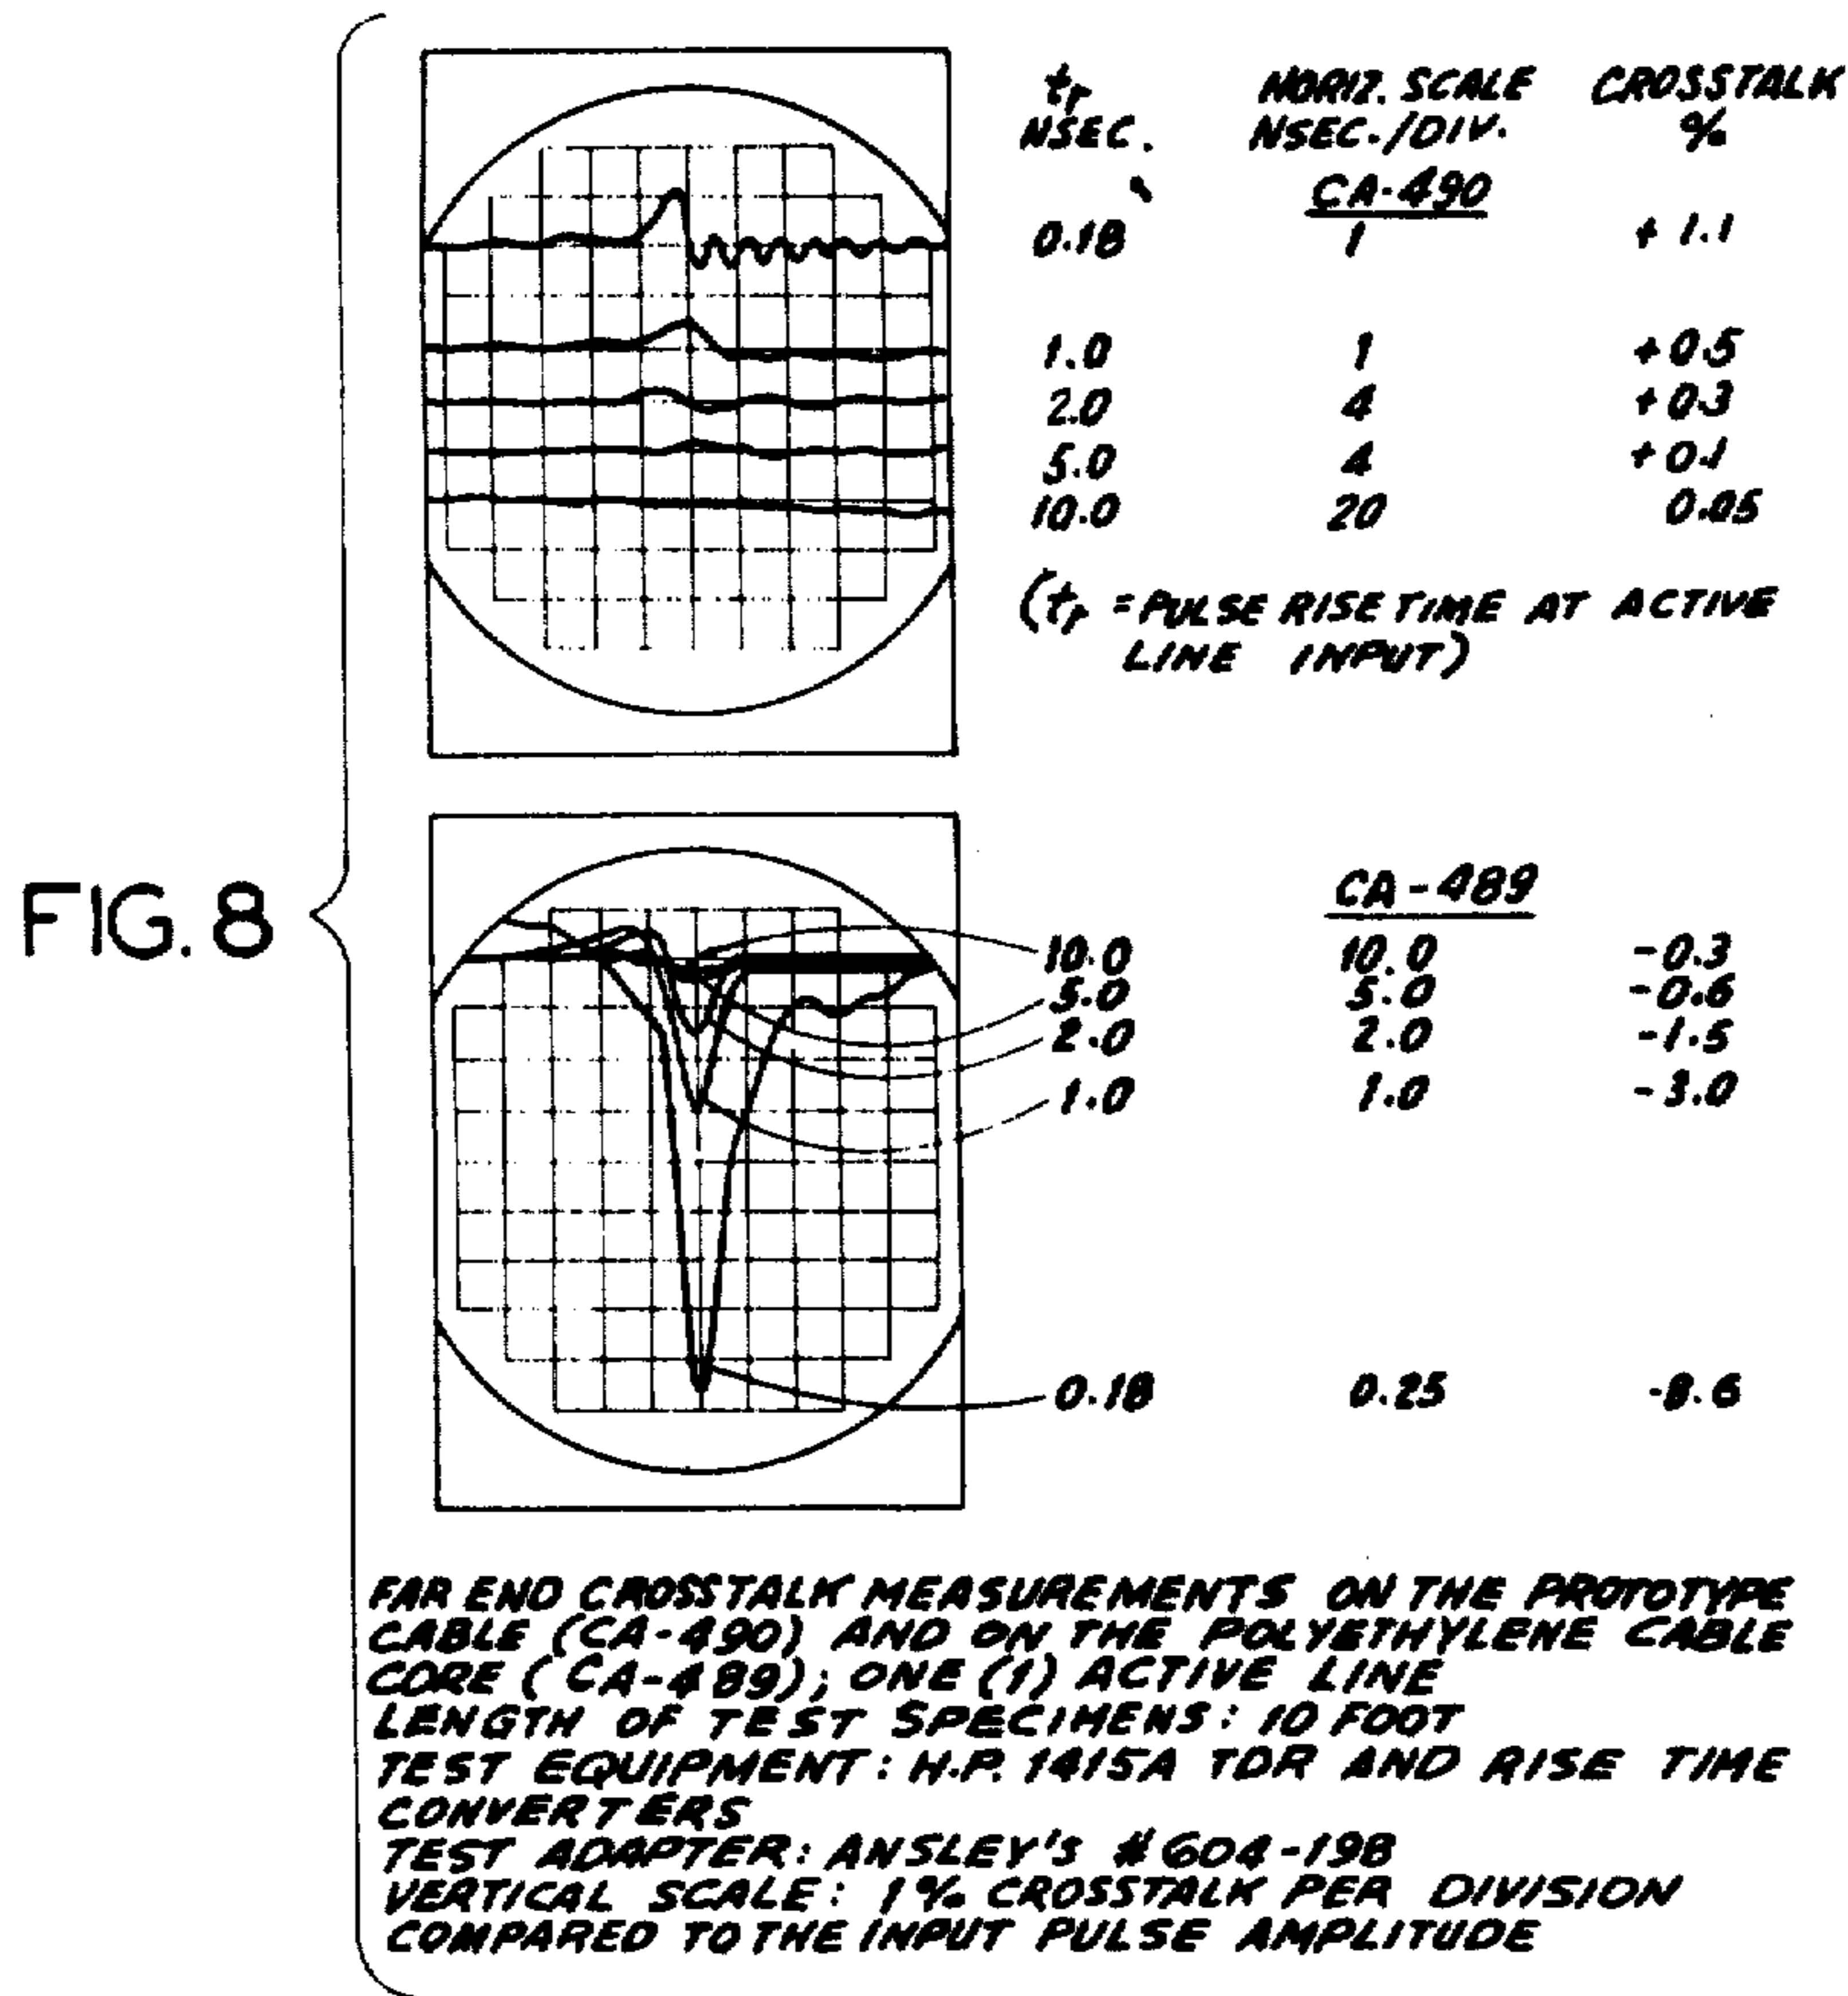 FIG. 8
tr HORIZ. SCALE CROSSTALK
NSEC. NSEC./DIV. %
CA-490
0.18 1 + 1.1
1.0 1 +0.5
2.0 4 +0.3
5.0 4 +0.1
10.0 20 0.05
(tr = PULSE RISE TIME AT ACTIVE
LINE INPUT)
CA-489
10.0 10.0 -0.3
5.0 5.0 -0.6
2.0 2.0 -1.5
1.0 1.0 -3.0
0.18 0.25 -8.6
FAR END CROSSTALK MEASUREMENTS ON THE PROTOTYPE
CABLE (CA-490) AND ON THE POLYETHYLENE CABLE
CORE (CA-489); ONE (1) ACTIVE LINE
LENGTH OF TEST SPECIMENS: 10 FOOT
TEST EQUIPMENT: H.P. 1415A TDR AND RISE TIME
CONVERTERS
TEST ADAPTER: ANSLEY'S #604-198
VERTICAL SCALE: 1% CROSSTALK PER DIVISION
COMPARED TO THE INPUT PULSE AMPLITUDE